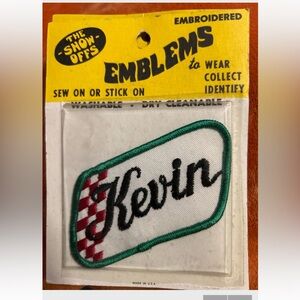 THE
SHOW
OFFS
EMBROIDERED
EMBLEMS
to WEAR
COLLECT
IDENTIFY
SEW ON OR STICK ON
WASHABLE - DRY CLEANABLE
Kevin
MADE IN U.S.A.